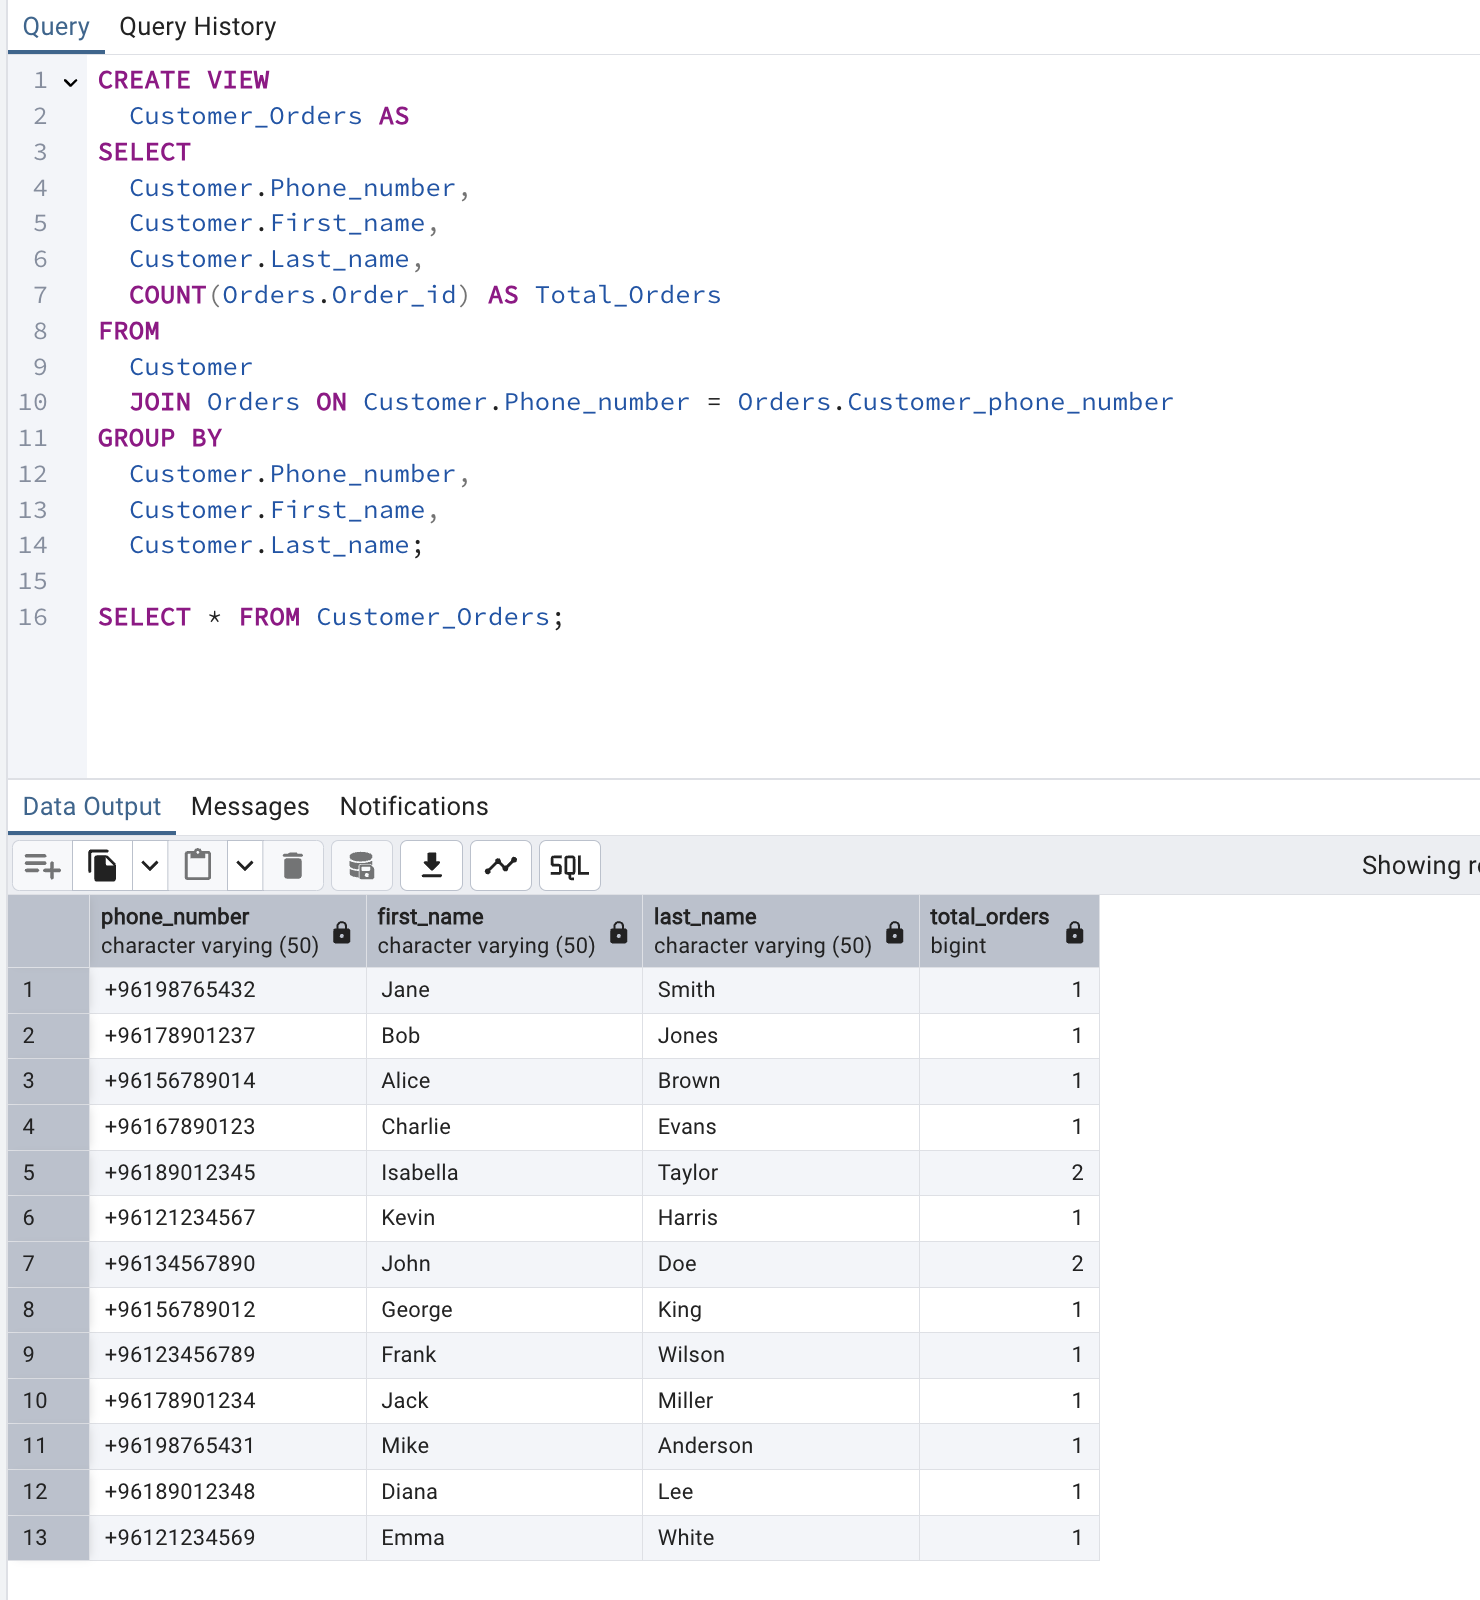 Query Query History
1 CREATE VIEW
2 Customer_Orders AS
3 SELECT
4 Customer.Phone_number,
5 Customer.First_name,
6 Customer.Last_name,
7 COUNT(Orders.Order_id) AS Total_Orders
8 FROM
9 Customer
10 JOIN Orders ON Customer.Phone_number = Orders.Customer_phone_number
11 GROUP BY
12 Customer.Phone_number,
13 Customer.First_name,
14 Customer.Last_name;
15
16 SELECT * FROM Customer_Orders;
Data Output Messages Notifications
SQL Showing
phone_number first_name last_name total_orders
character varying (50) character varying (50) character varying (50) bigint
1 +96198765432 Jane Smith 1
2 +96178901237 Bob Jones 1
3 +96156789014 Alice Brown 1
4 +96167890123 Charlie Evans 1
5 +96189012345 Isabella Taylor 2
6 +96121234567 Kevin Harris 1
7 +96134567890 John Doe 2
8 +96156789012 George King 1
9 +96123456789 Frank Wilson 1
10 +96178901234 Jack Miller 1
11 +96198765431 Mike Anderson 1
12 +96189012348 Diana Lee 1
13 +96121234569 Emma White 1